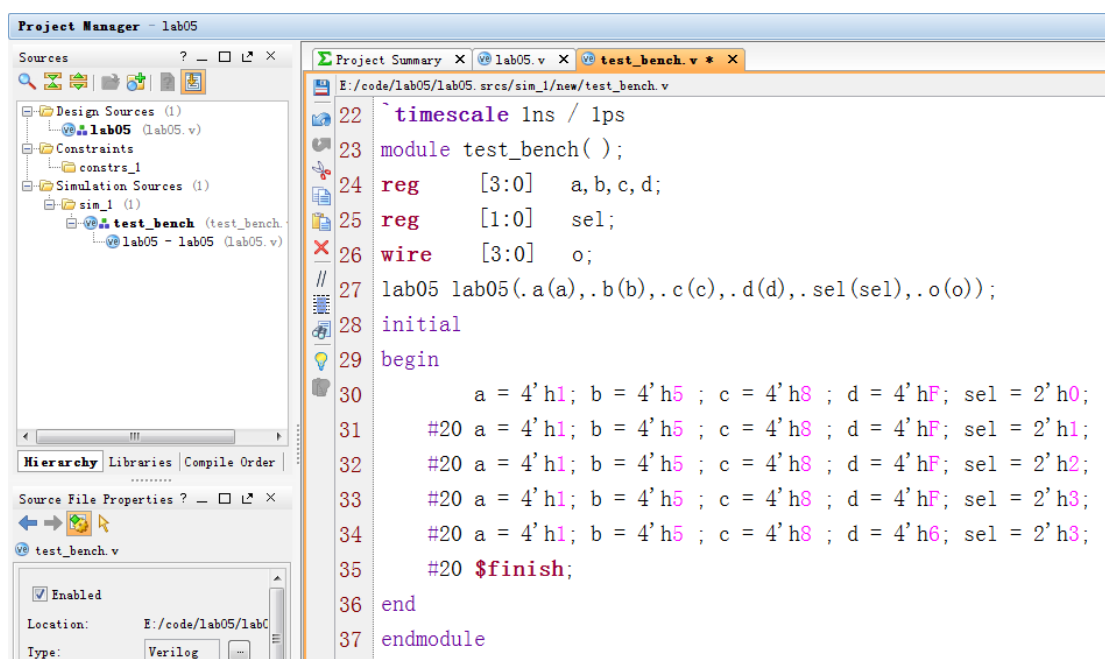 Project Manager - lab05
Sources
Design Sources (1)
lab05 (lab05.v)
Constraints
constrs_1
Simulation Sources (1)
sim_1 (1)
test_bench (test_bench.
lab05 - lab05 (lab05.v)
Hierarchy Libraries Compile Order
Source File Properties
test_bench.v
Enabled
Location: E:/code/lab05/lab
Type: Verilog
Project Summary lab05.v test_bench.v *
E:/code/lab05/lab05.srcs/sim_1/new/test_bench.v
22 `timescale 1ns / 1ps
23 module test_bench( );
24 reg [3:0] a,b,c,d;
25 reg [1:0] sel;
26 wire [3:0] o;
27 lab05 lab05(.a(a),.b(b),.c(c),.d(d),.sel(sel),.o(o));
28 initial
29 begin
30 a = 4'h1; b = 4'h5 ; c = 4'h8 ; d = 4'hF; sel = 2'h0;
31 #20 a = 4'h1; b = 4'h5 ; c = 4'h8 ; d = 4'hF; sel = 2'h1;
32 #20 a = 4'h1; b = 4'h5 ; c = 4'h8 ; d = 4'hF; sel = 2'h2;
33 #20 a = 4'h1; b = 4'h5 ; c = 4'h8 ; d = 4'hF; sel = 2'h3;
34 #20 a = 4'h1; b = 4'h5 ; c = 4'h8 ; d = 4'h6; sel = 2'h3;
35 #20 $finish;
36 end
37 endmodule